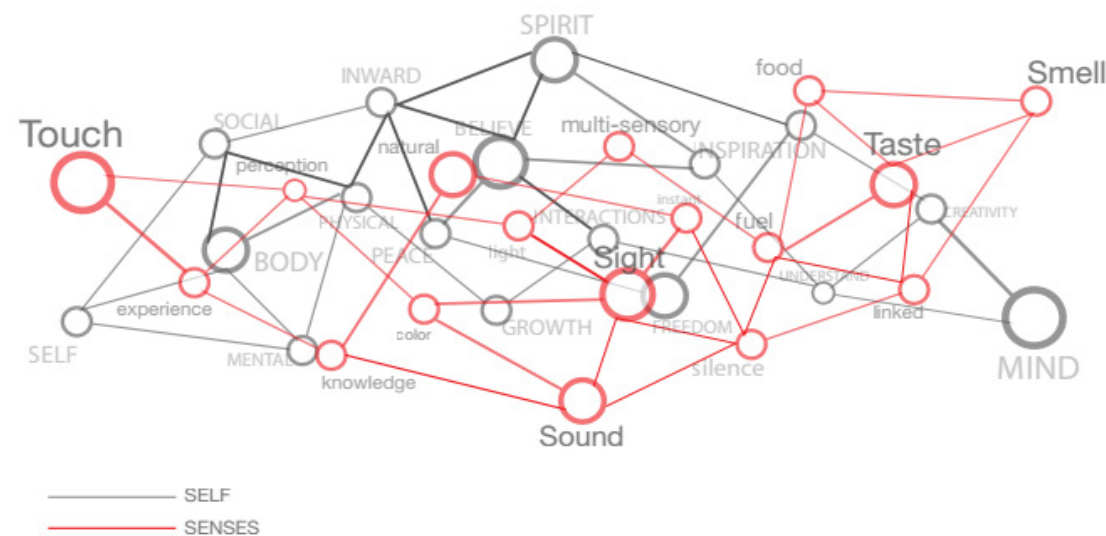 SPIRIT
INWARD
food
Smell
SOCIAL
Touch
BELIEVE
multi-sensory
natural
INSPIRATION
Taste
perception
PHYSICAL
instant
INTERACTIONS
fuel
CREATIVITY
PEACE
light
BODY
Sight
UNDERSTAND
experience
color
GROWTH
FREEDOM
linked
SELF
MENTAL
knowledge
silence
MIND
Sound
SELF
SENSES